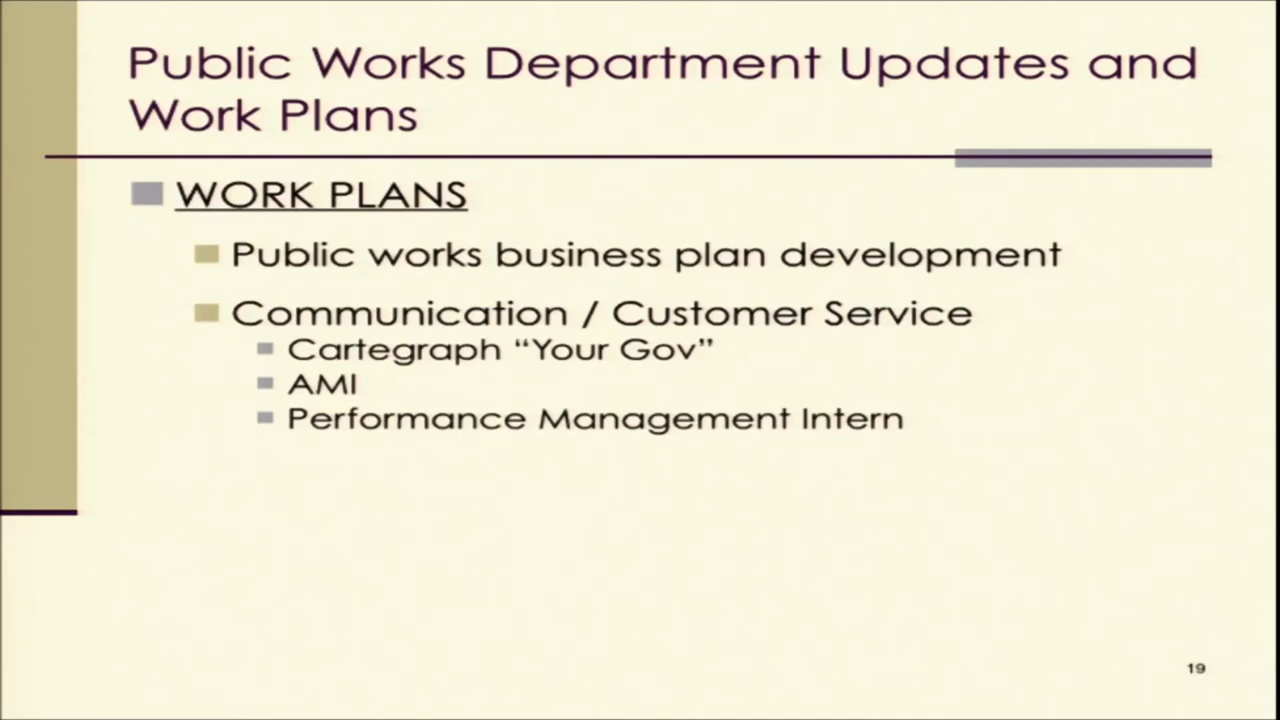 Public Works Department Updates and
Work Plans
WORK PLANS
Public works business plan development
Communication / Customer Service
Cartegraph “Your Gov”
AMI
Performance Management Intern
19